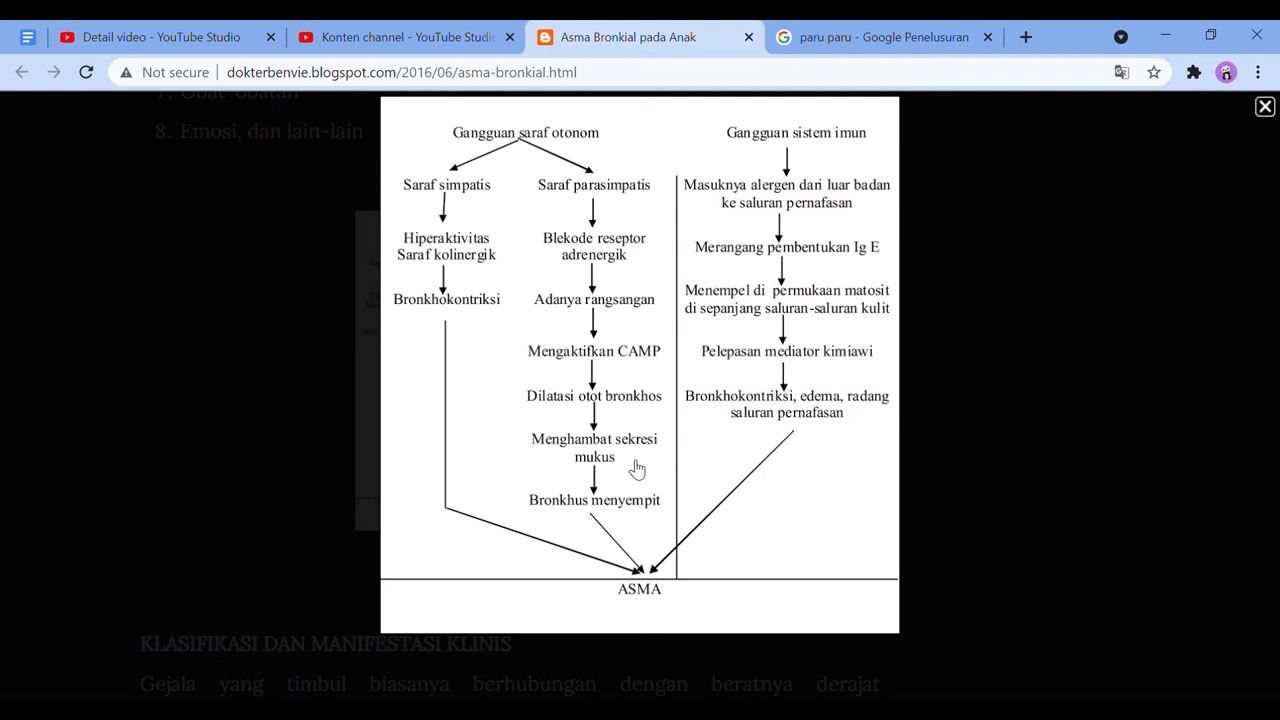 Detail video - YouTube Studio
Konten channel - YouTube Studio
Asma Bronkial pada Anak
paru paru - Google Penelusuran
Not secure
dokterbenvie.blogspot.com/2016/06/asma-bronkial.html
7. Obat-obatan
8. Emosi, dan lain-lain
Gangguan saraf otonom
Saraf simpatis
Hiperaktivitas
Saraf kolinergik
Bronkhokontriksi
Saraf parasimpatis
Blekode reseptor
adrenergik
Adanya rangsangan
Mengaktifkan CAMP
Dilatasi otot bronkhos
Menghambat sekresi
mukus
Bronkhus menyempit
Gangguan sistem imun
Masuknya alergen dari luar badan
ke saluran pernafasan
Merangang pembentukan Ig E
Menempel di permukaan matosit
di sepanjang saluran-saluran kulit
Pelepasan mediator kimiawi
Bronkhokontriksi, edema, radang
saluran pernafasan
ASMA
KLASIFIKASI DAN MANIFESTASI KLINIS
Gejala yang timbul biasanya berhubungan dengan beratnya derajat